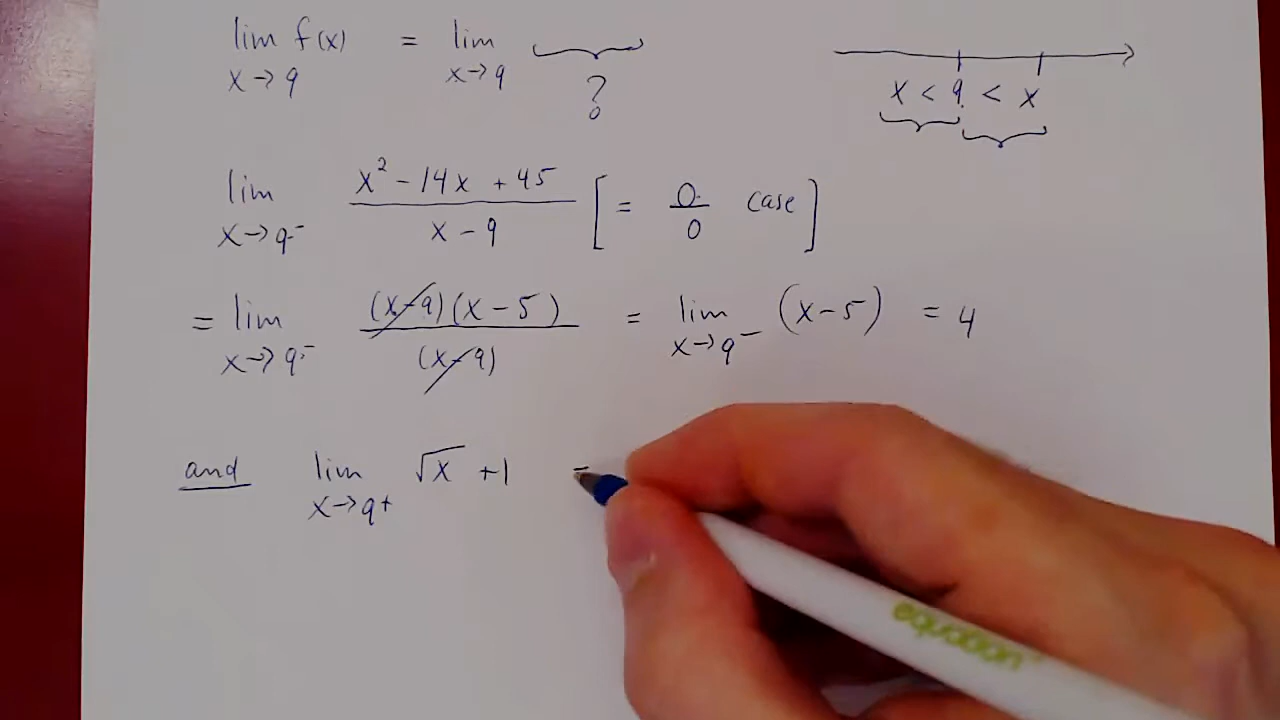 lim f(x) = lim ?
x→9 x→9
x < 9 < x
lim x² - 14x + 45 / x - 9 [ = 0/0 case ]
x→9⁻
= lim (x-9)(x-5) / (x-9) = lim (x-5) = 4
x→9⁻ x→9⁻
and lim √x + 1 =
x→9+
equation